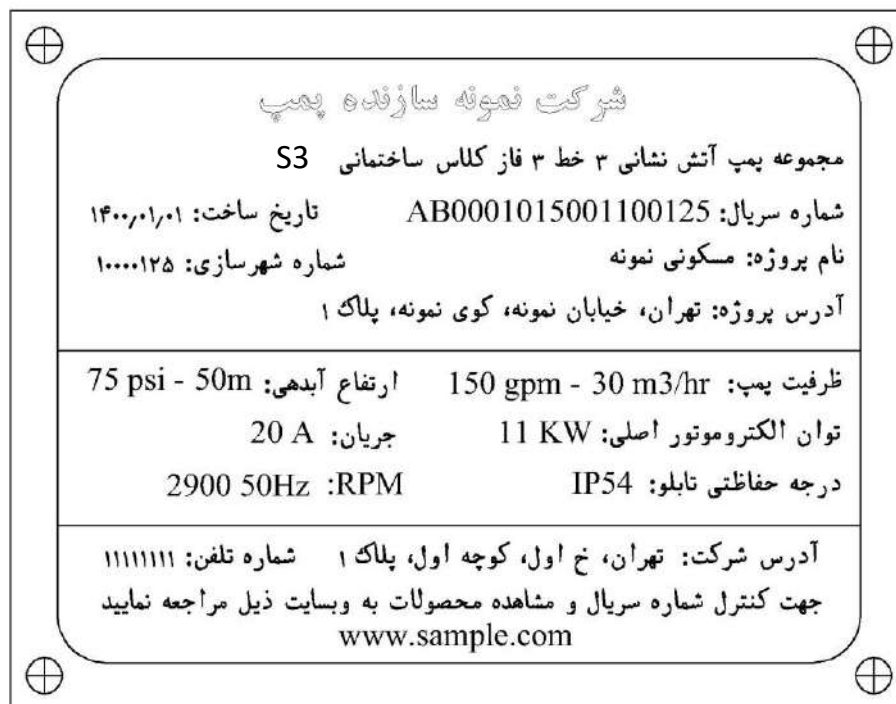 شرکت نمونه سازنده پمپ
مجموعه پمپ آتش نشانی ۳ خط ۳ فاز کلاس ساختمانی S3
شماره سریال: AB0001015001100125 تاریخ ساخت: ۱۴۰۰٫۰۱٫۰۱
نام پروژه: مسکونی نمونه شماره شهرسازی: ۱۰۰۰۰۱۲۵
آدرس پروژه: تهران، خیابان نمونه، کوی نمونه، پلاک ۱
ظرفیت پمپ: 150 gpm - 30 m3/hr ارتفاع آبدهی: 75 psi - 50m
توان الکتروموتور اصلی: 11 KW جریان: 20 A
درجه حفاظتی تابلو: IP54 RPM: 2900 50Hz
آدرس شرکت: تهران، خ اول، کوچه اول، پلاک ۱ شماره تلفن: ۱۱۱۱۱۱۱۱
جهت کنترل شماره سریال و مشاهده محصولات به وبسایت ذیل مراجعه نمایید
www.sample.com